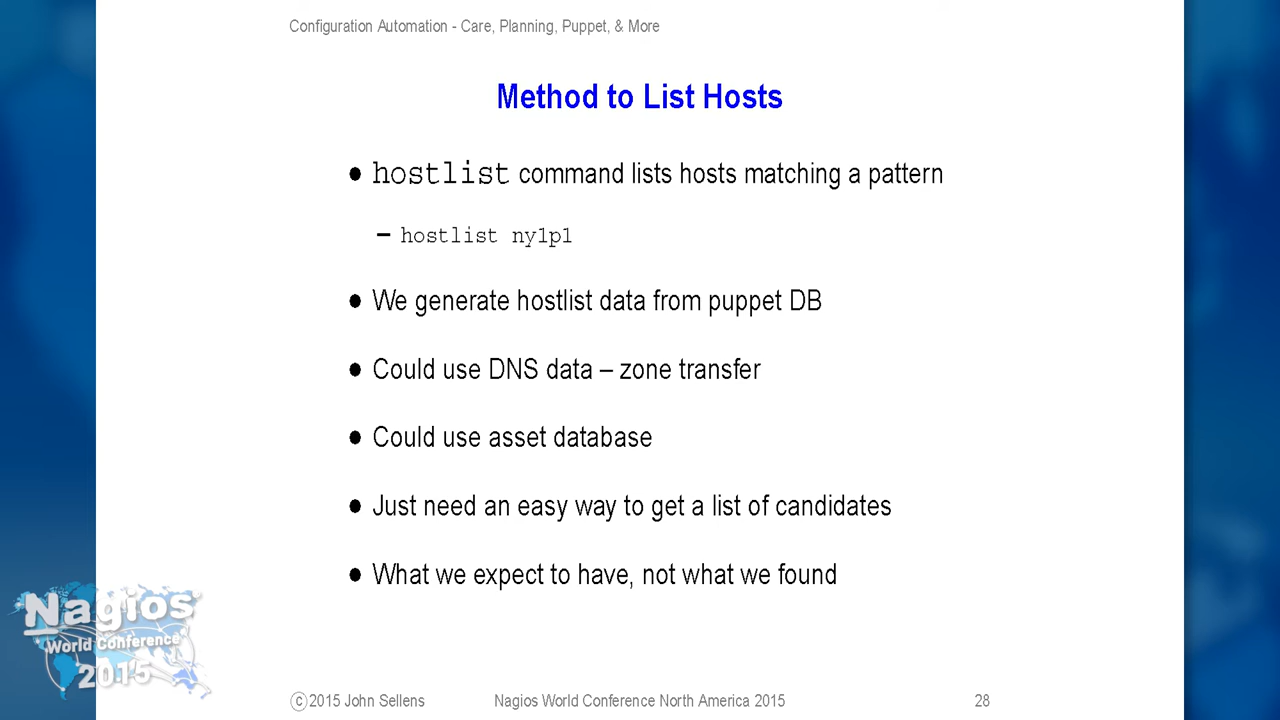 Configuration Automation - Care, Planning, Puppet, & More
Method to List Hosts
● hostlist command lists hosts matching a pattern
– hostlist ny1p1
● We generate hostlist data from puppet DB
● Could use DNS data – zone transfer
● Could use asset database
● Just need an easy way to get a list of candidates
● What we expect to have, not what we found
Nagios
World Conference
2015
©2015 John Sellens
Nagios World Conference North America 2015
28